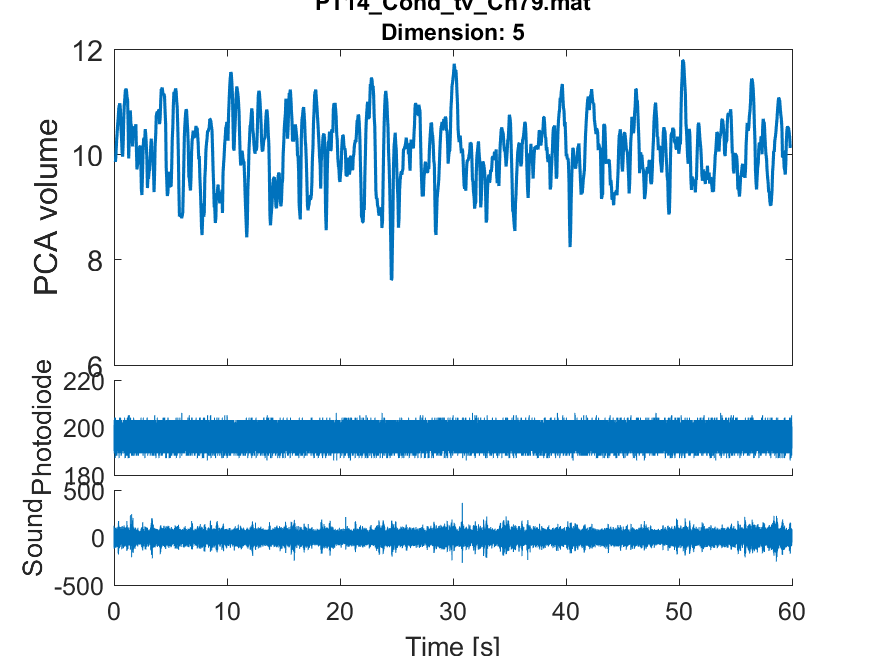 PT14_Cond_tv_Ch79.mat
Dimension: 5
12
10
8
6
PCA volume
220
200
180
Photodiode
500
0
-500
Sound
0 10 20 30 40 50 60
Time [s]